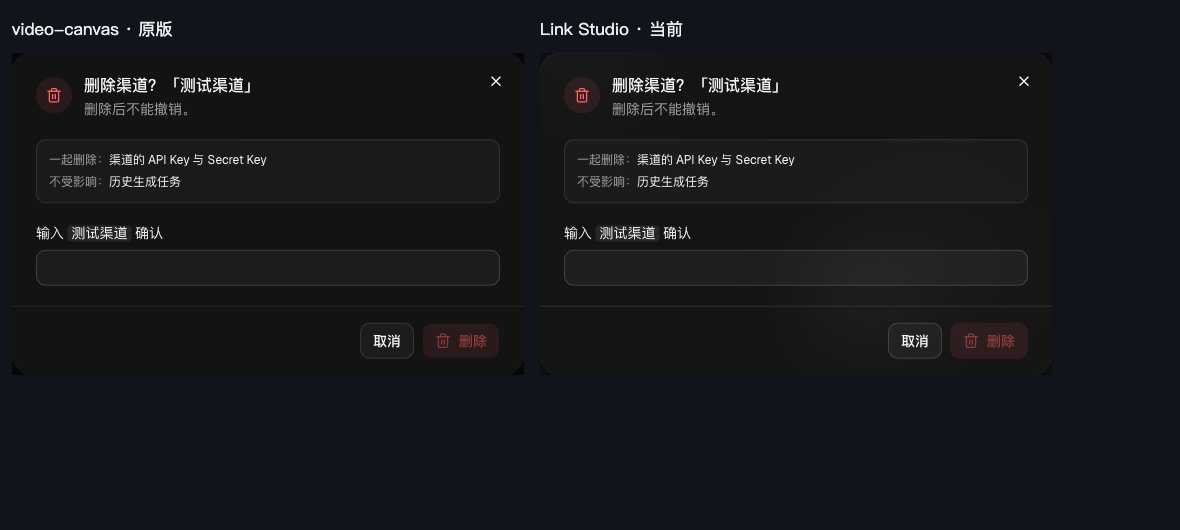 video-canvas · 原版
删除渠道？「测试渠道」
删除后不能撤销。
一起删除：渠道的 API Key 与 Secret Key
不受影响：历史生成任务
输入 测试渠道 确认
取消 删除
Link Studio · 当前
删除渠道？「测试渠道」
删除后不能撤销。
一起删除：渠道的 API Key 与 Secret Key
不受影响：历史生成任务
输入 测试渠道 确认
取消 删除